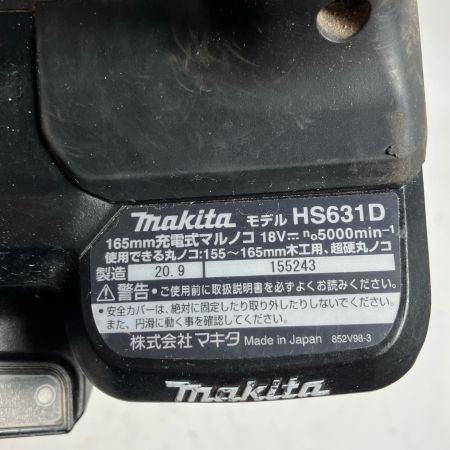 makita モデル HS631D
165mm充電式マルノコ 18V⎓ n₀5000min⁻¹
使用できる丸ノコ:155～165mm木工用、超硬丸ノコ
製造 20.9 155243
⚠警告 •ご使用前に取扱説明書を必ずよくお読みください。
•安全カバーは、絶対に固定したり取り外したりしないでください。
また、円滑に動く事を確認してください。
株式会社マキタ Made in Japan 852V98-3
makita